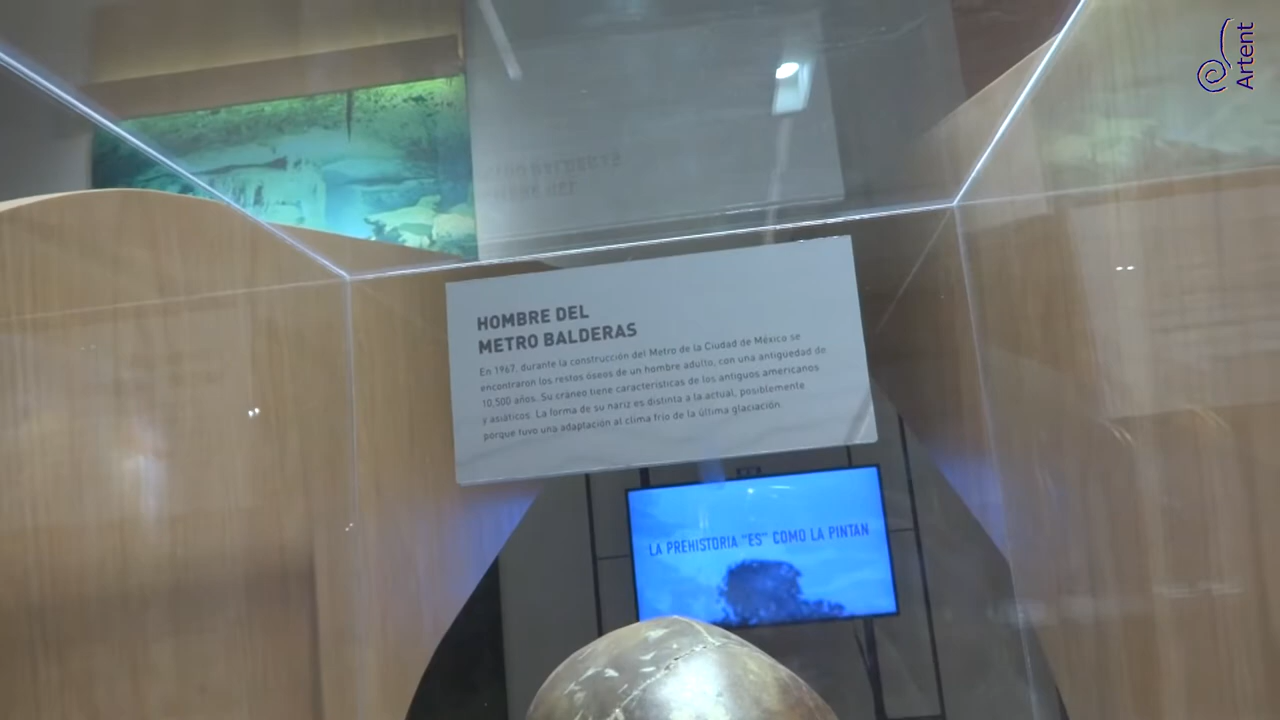 Artent
HOMBRE DEL
METRO BALDERAS
En 1967, durante la construcción del Metro de la Ciudad de México se
encontraron los restos óseos de un hombre adulto, con una antigüedad de
10,500 años. Su cráneo tiene características de los antiguos americanos
y asiáticos. La forma de su nariz es distinta a la actual, posiblemente
porque tuvo una adaptación al clima frío de la última glaciación.
LA PREHISTORIA "ES" COMO LA PINTAN